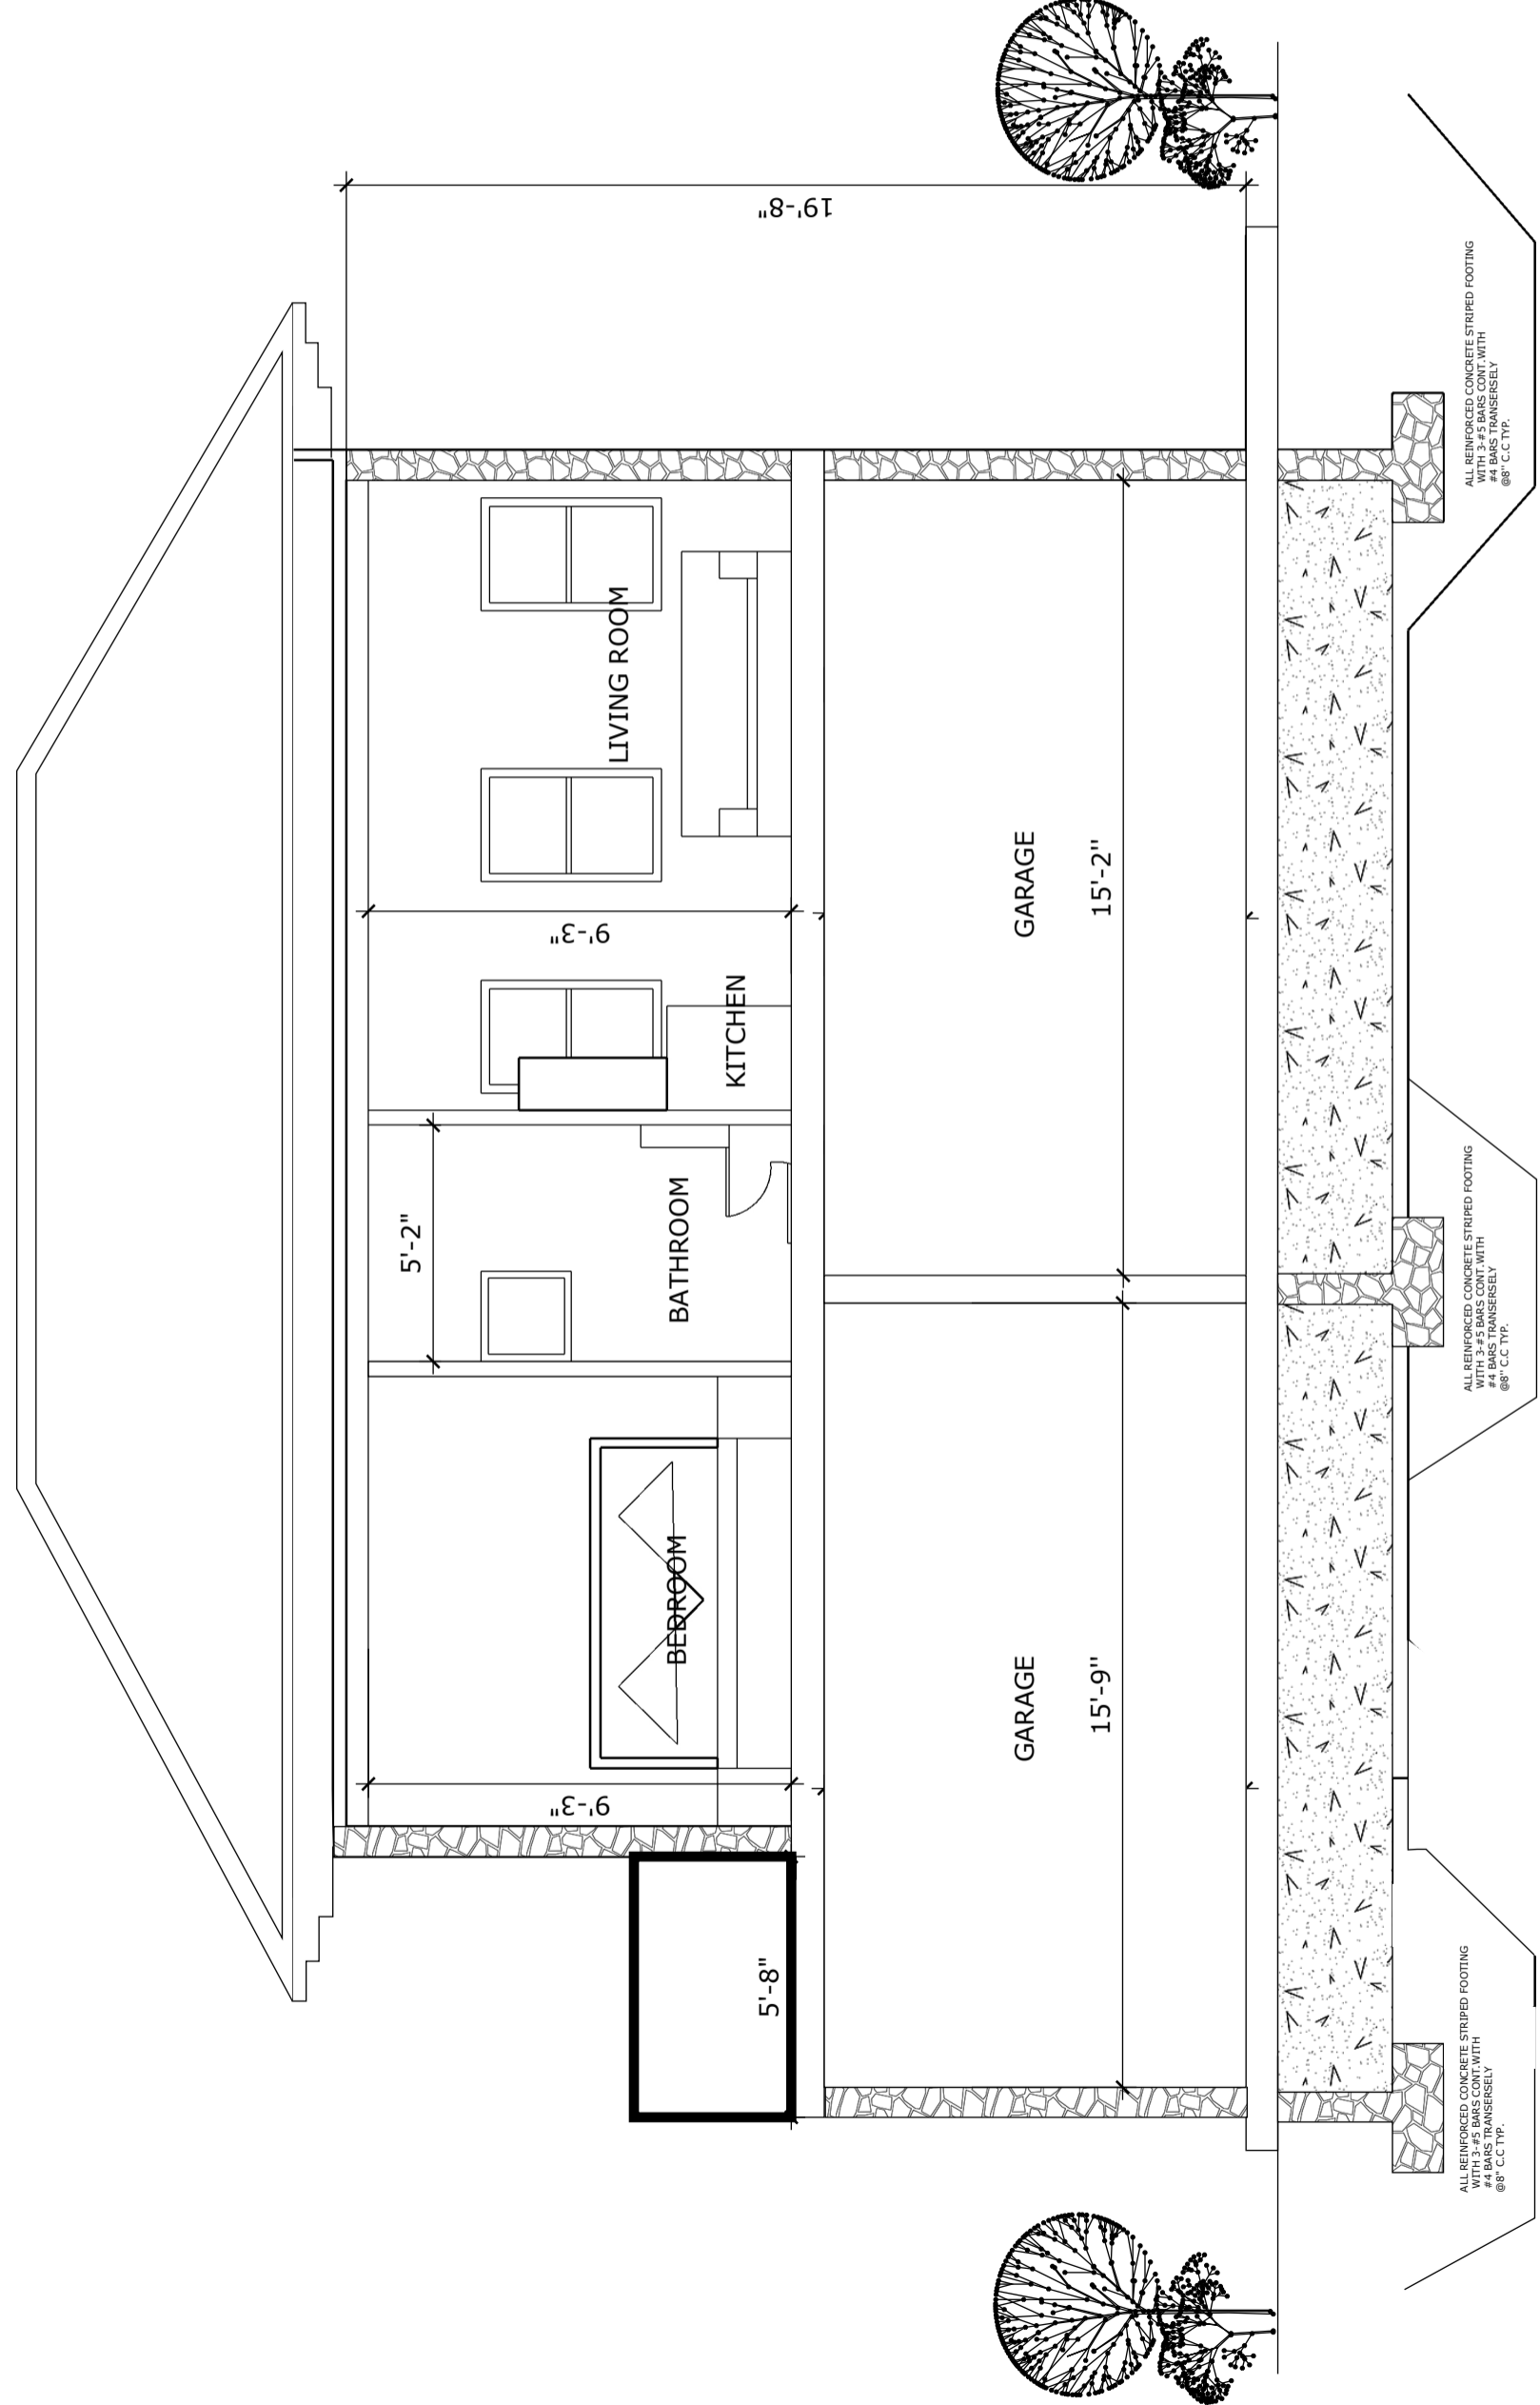 5'-2"
9'-3"
9'-3"
LIVING ROOM
BEDROOM
BATHROOM
KITCHEN
5'-8"
19'-8"
GARAGE
GARAGE
15'-9"
15'-2"
ALL REINFORCED CONCRETE STRIPED FOOTING
WITH 3-#5 BARS CONT.WITH
#4 BARS TRANSERSELY
@8" C.C TYP.
ALL REINFORCED CONCRETE STRIPED FOOTING
WITH 3-#5 BARS CONT.WITH
#4 BARS TRANSERSELY
@8" C.C TYP.
ALL REINFORCED CONCRETE STRIPED FOOTING
WITH 3-#5 BARS CONT.WITH
#4 BARS TRANSERSELY
@8" C.C TYP.